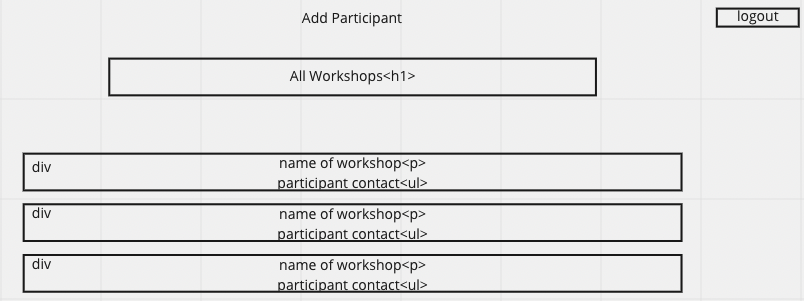 Add Participant
logout
All Workshops<h1>
div
name of workshop<p>
participant contact<ul>
div
name of workshop<p>
participant contact<ul>
div
name of workshop<p>
participant contact<ul>